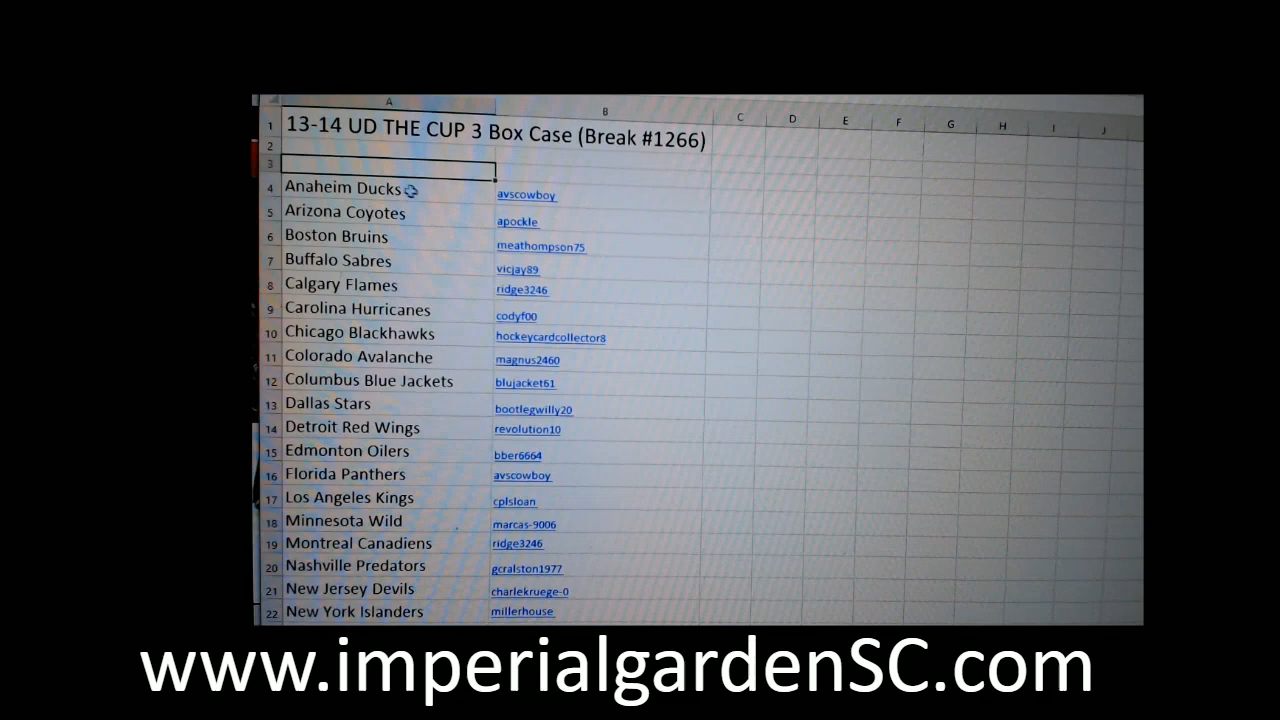 A B C D E F G H I J
1 13-14 UD THE CUP 3 Box Case (Break #1266)
2
3
4 Anaheim Ducks avscowboy
5 Arizona Coyotes apockle
6 Boston Bruins meathompson75
7 Buffalo Sabres vicjay89
8 Calgary Flames ridge3246
9 Carolina Hurricanes codyf00
10 Chicago Blackhawks hockeycardcollector8
11 Colorado Avalanche magnus2460
12 Columbus Blue Jackets blujacket61
13 Dallas Stars bootlegwilly20
14 Detroit Red Wings revolution10
15 Edmonton Oilers bber6664
16 Florida Panthers avscowboy
17 Los Angeles Kings cplsloan
18 Minnesota Wild marcas-9006
19 Montreal Canadiens ridge3246
20 Nashville Predators gcralston1977
21 New Jersey Devils charlekruege-0
22 New York Islanders millerhouse
www.imperialgardenSC.com